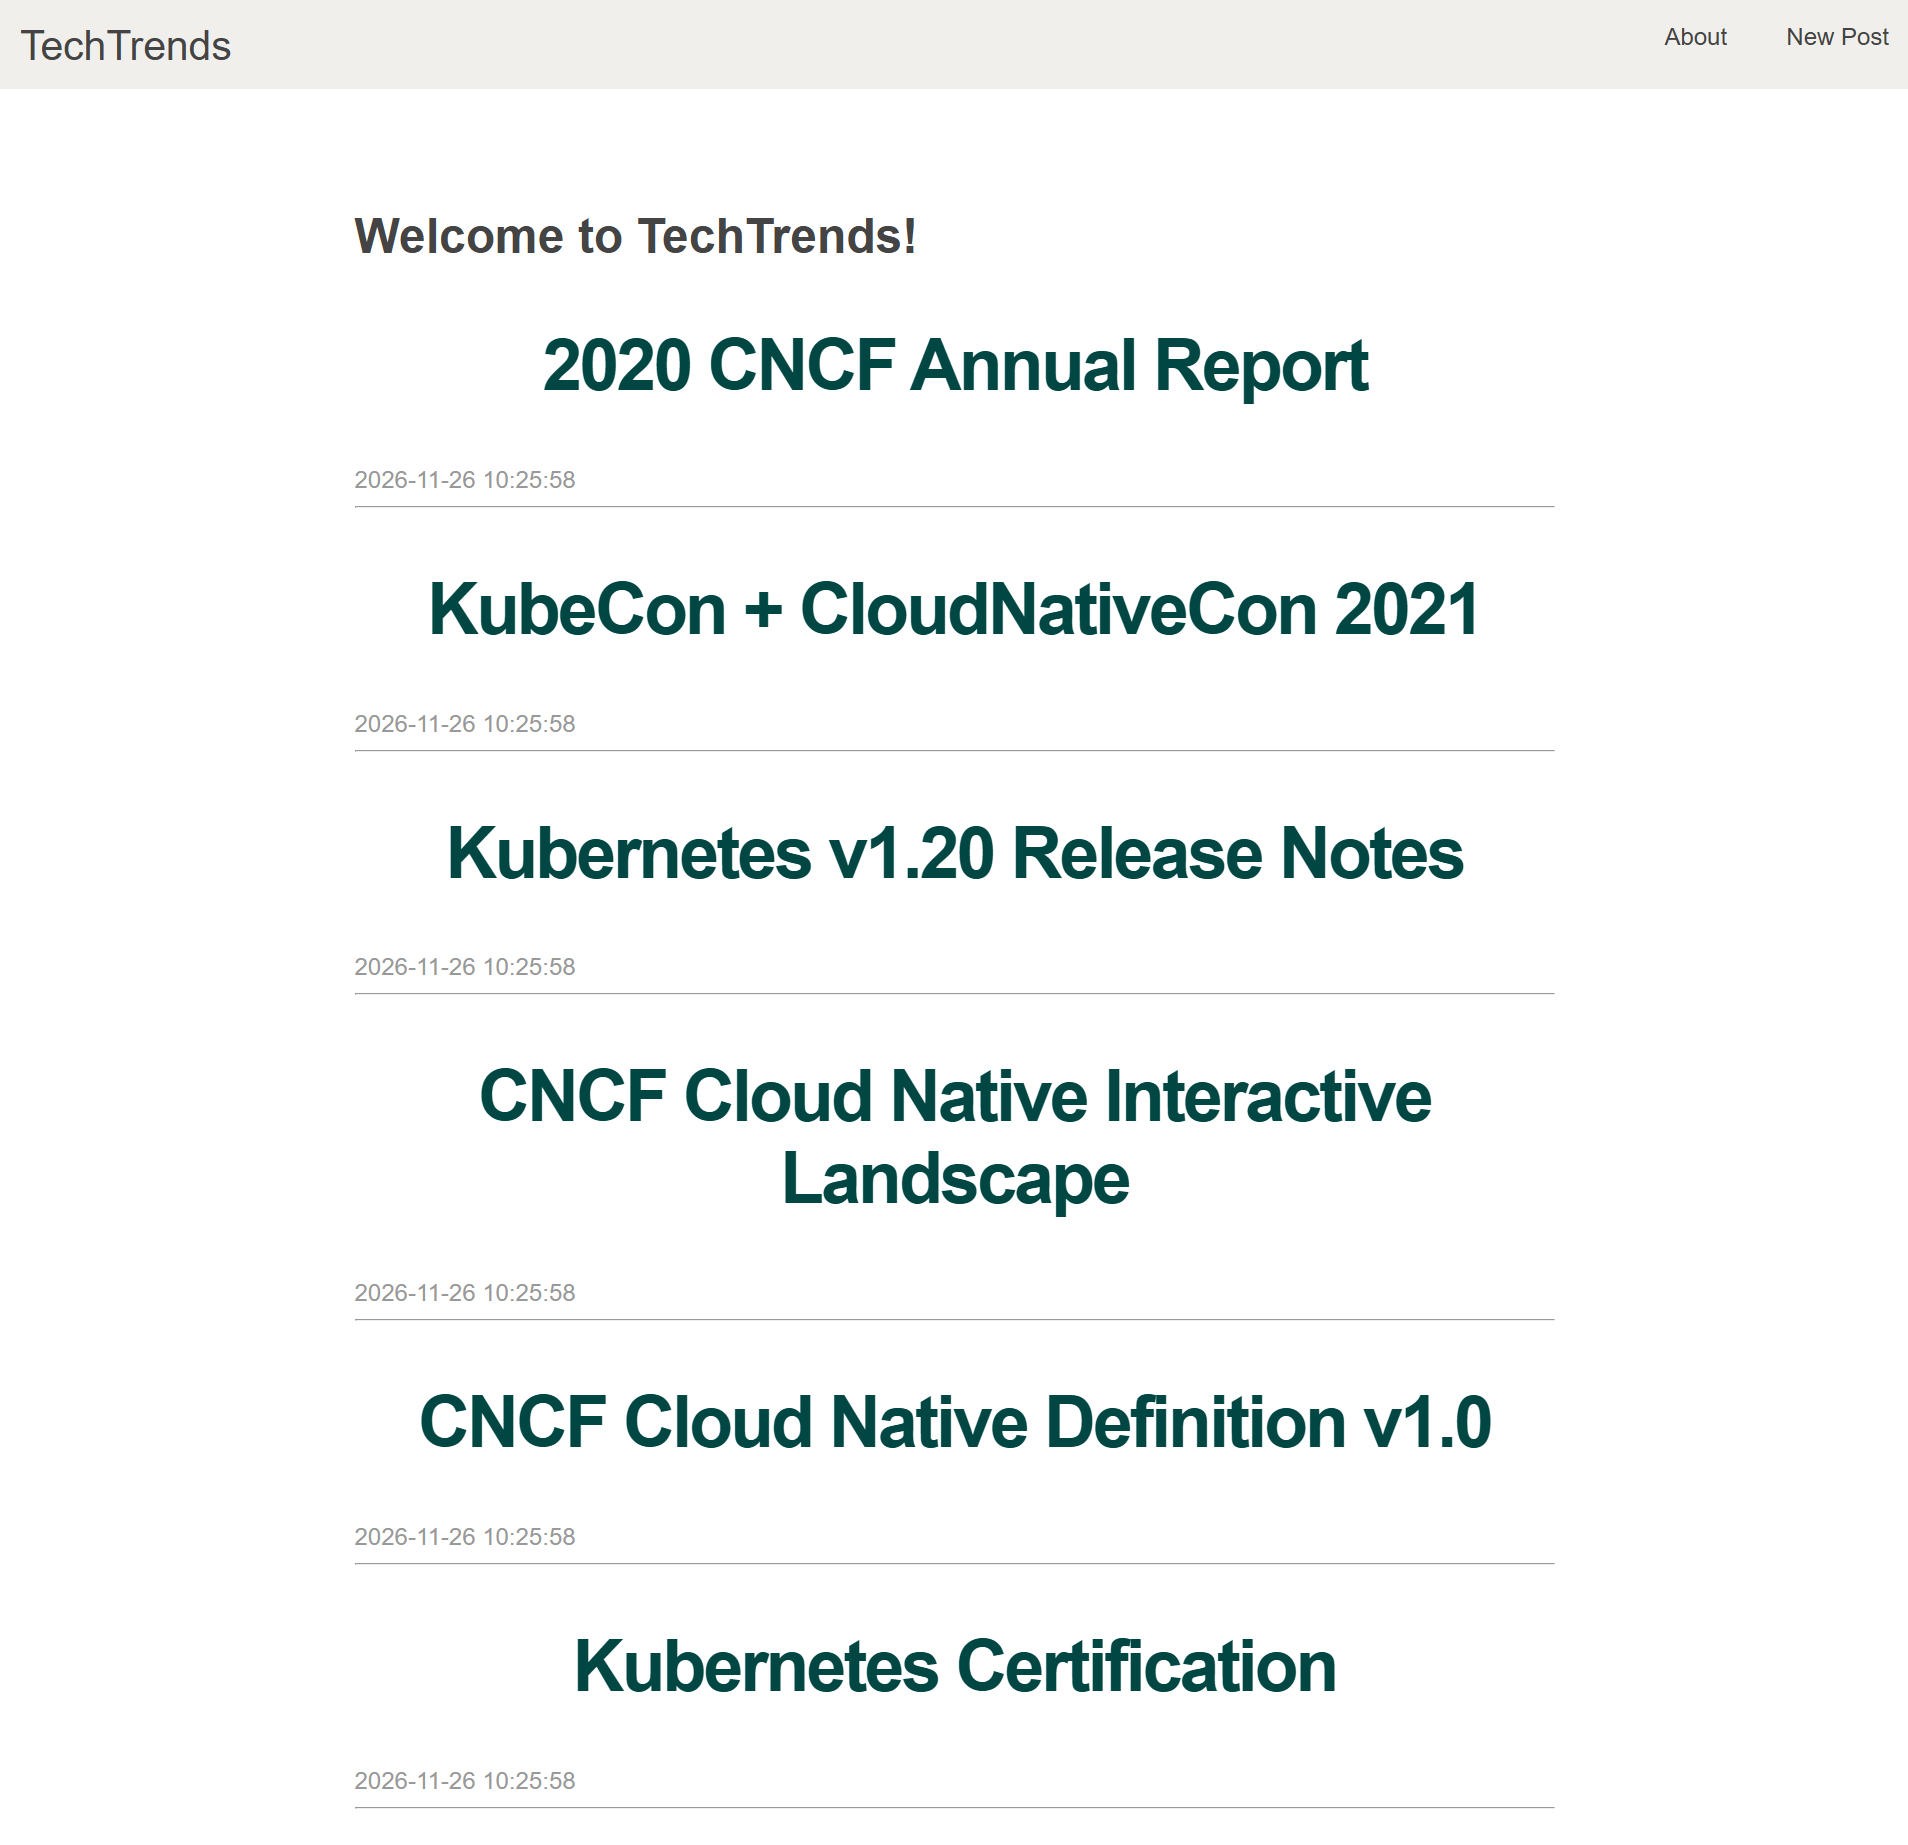 TechTrends
About
New Post
Welcome to TechTrends!
2020 CNCF Annual Report
2026-11-26 10:25:58
KubeCon + CloudNativeCon 2021
2026-11-26 10:25:58
Kubernetes v1.20 Release Notes
2026-11-26 10:25:58
CNCF Cloud Native Interactive
Landscape
2026-11-26 10:25:58
CNCF Cloud Native Definition v1.0
2026-11-26 10:25:58
Kubernetes Certification
2026-11-26 10:25:58